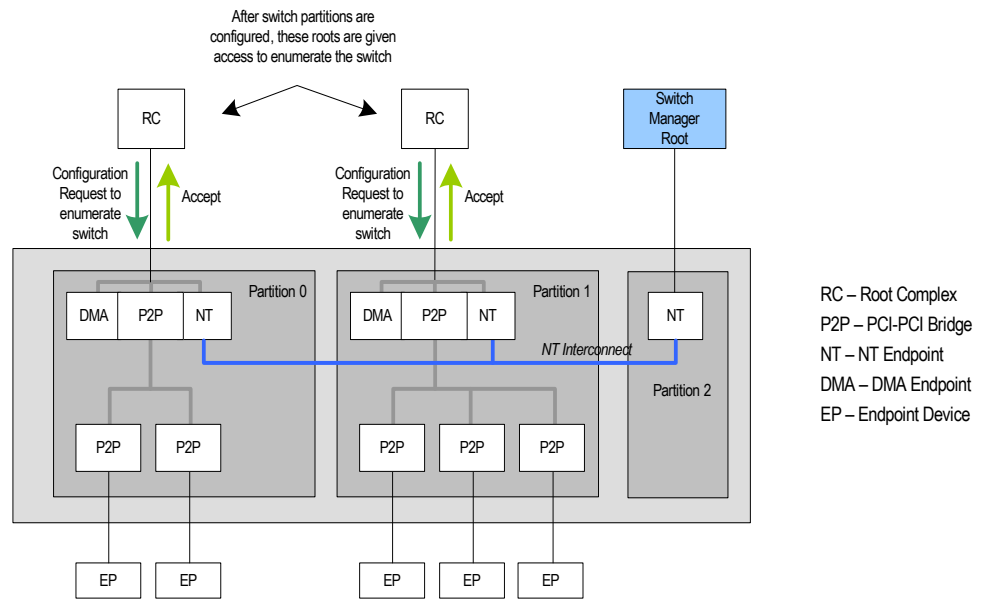 After switch partitions are
configured, these roots are given
access to enumerate the switch
RC
RC
Switch
Manager
Root
Configuration
Request to
enumerate
switch
Accept
Configuration
Request to
enumerate
switch
Accept
Partition 0
DMA
P2P
NT
Partition 1
DMA
P2P
NT
NT
NT Interconnect
Partition 2
P2P
P2P
P2P
P2P
P2P
EP
EP
EP
EP
EP
RC – Root Complex
P2P – PCI-PCI Bridge
NT – NT Endpoint
DMA – DMA Endpoint
EP – Endpoint Device